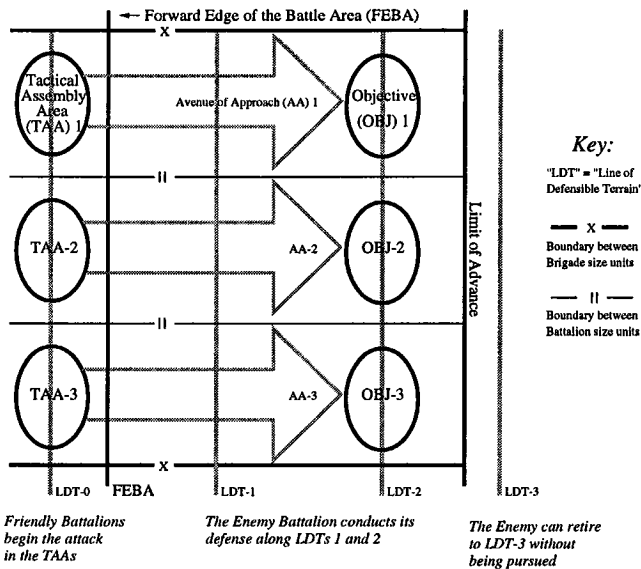 ← Forward Edge of the Battle Area (FEBA)
X
Tactical
Assembly
Area
(TAA) 1
Avenue of Approach (AA) 1
Objective
(OBJ) 1
II
TAA-2
AA-2
OBJ-2
II
TAA-3
AA-3
OBJ-3
X
Limit of Advance
LDT-0
FEBA
LDT-1
LDT-2
LDT-3
Friendly Battalions
begin the attack
in the TAAs
The Enemy Battalion conducts its
defense along LDTs 1 and 2
The Enemy can retire
to LDT-3 without
being pursued
Key:
"LDT" = "Line of
Defensible Terrain'
X
Boundary between
Brigade size units
II
Boundary between
Battalion size units